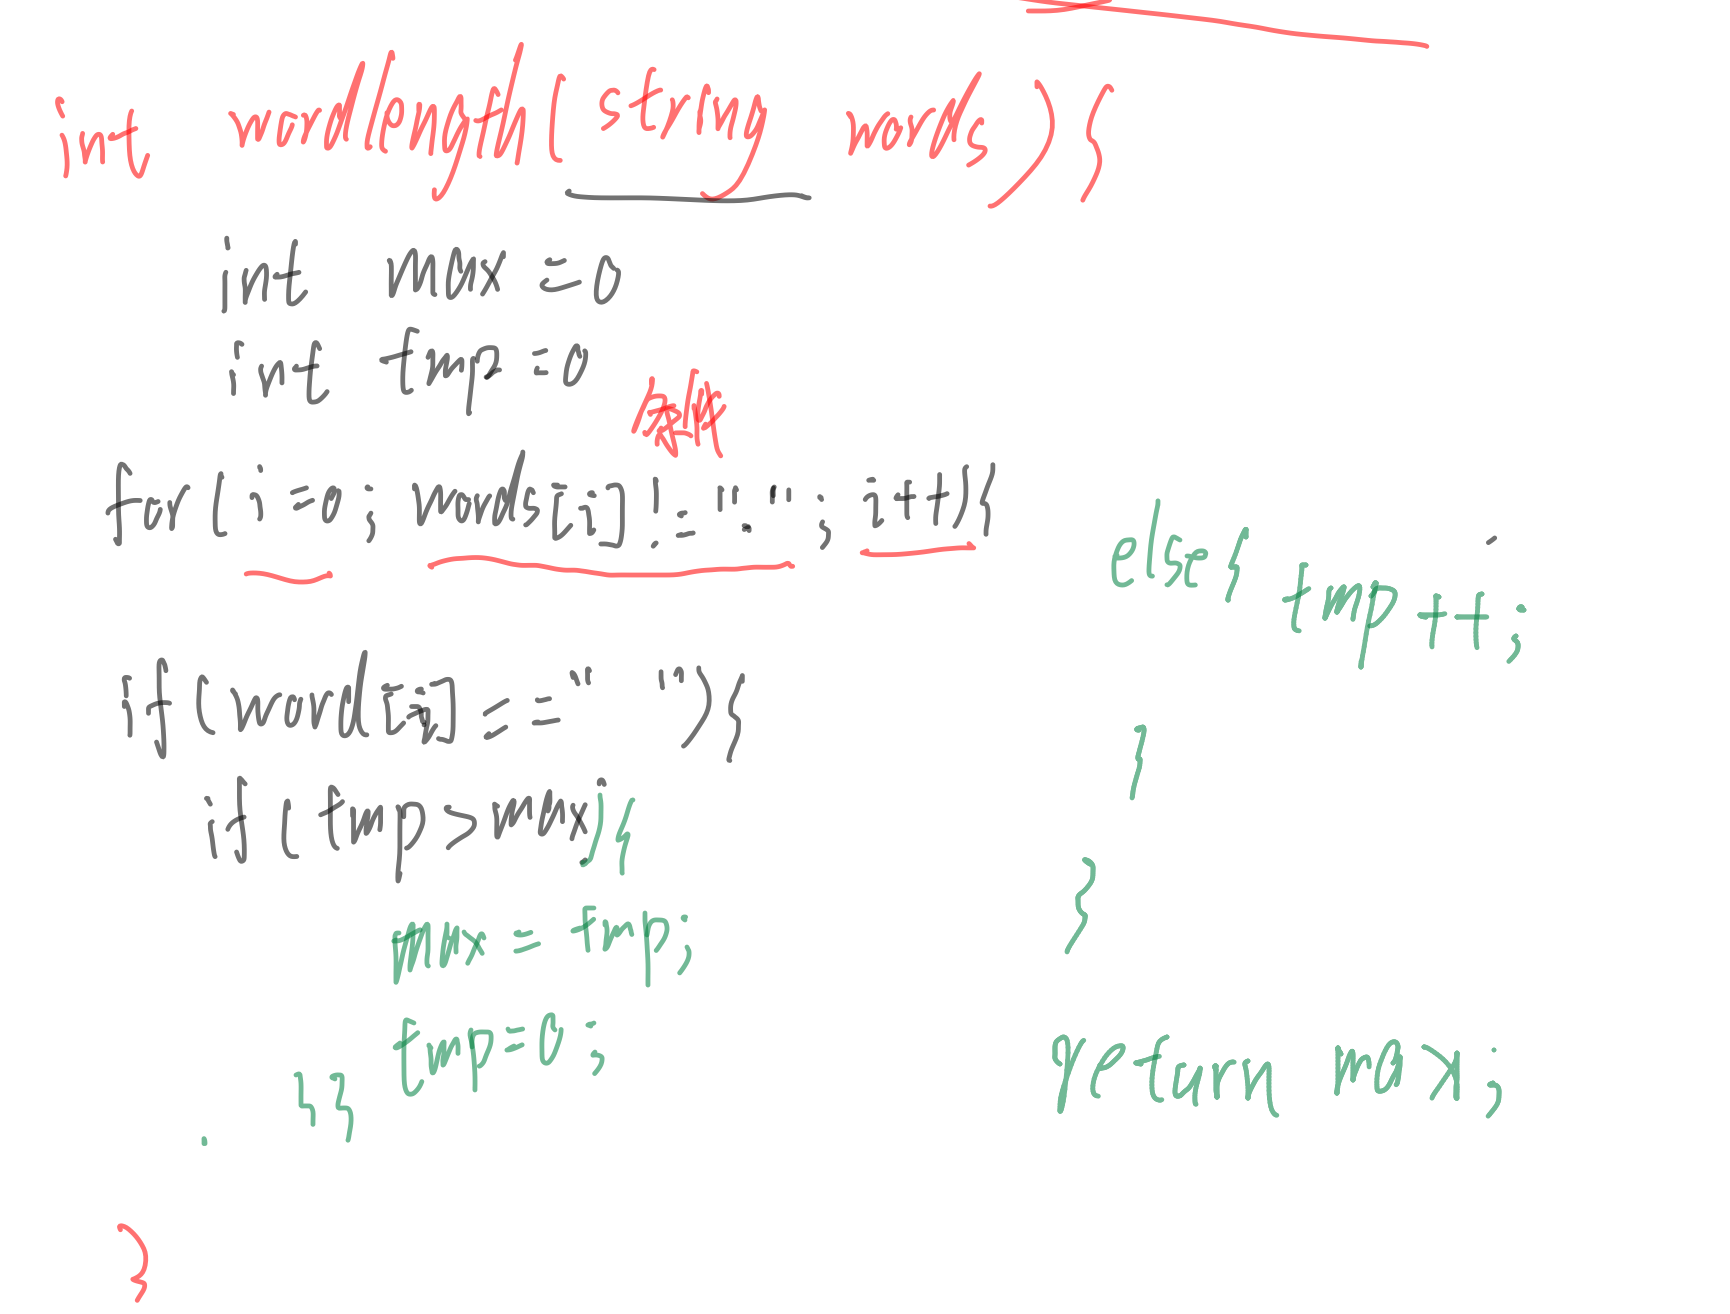 int wordlength(string words){
int max=0
int tmp=0
条件
for(i=0; words[i]!="."; i++){
if(word[i]==" "){
if(tmp>max){
max=tmp;
tmp=0;
}}
else{ tmp++;
}
}
return max;
}